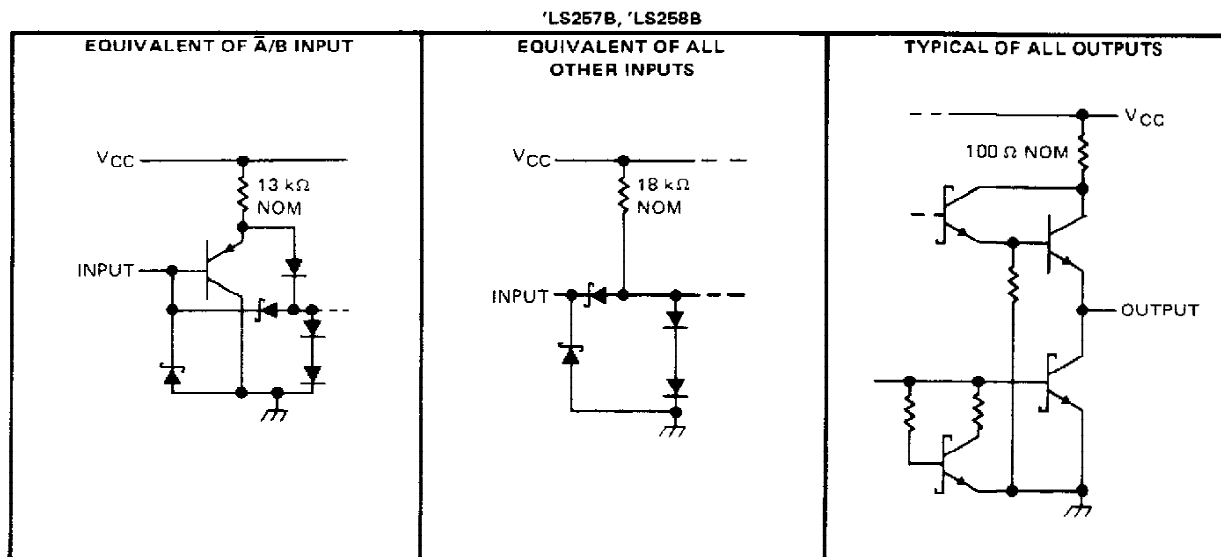 'LS257B, 'LS258B
EQUIVALENT OF A̅/B INPUT
VCC
13 kΩ
NOM
INPUT
EQUIVALENT OF ALL
OTHER INPUTS
VCC
18 kΩ
NOM
INPUT
TYPICAL OF ALL OUTPUTS
VCC
100 Ω NOM
OUTPUT